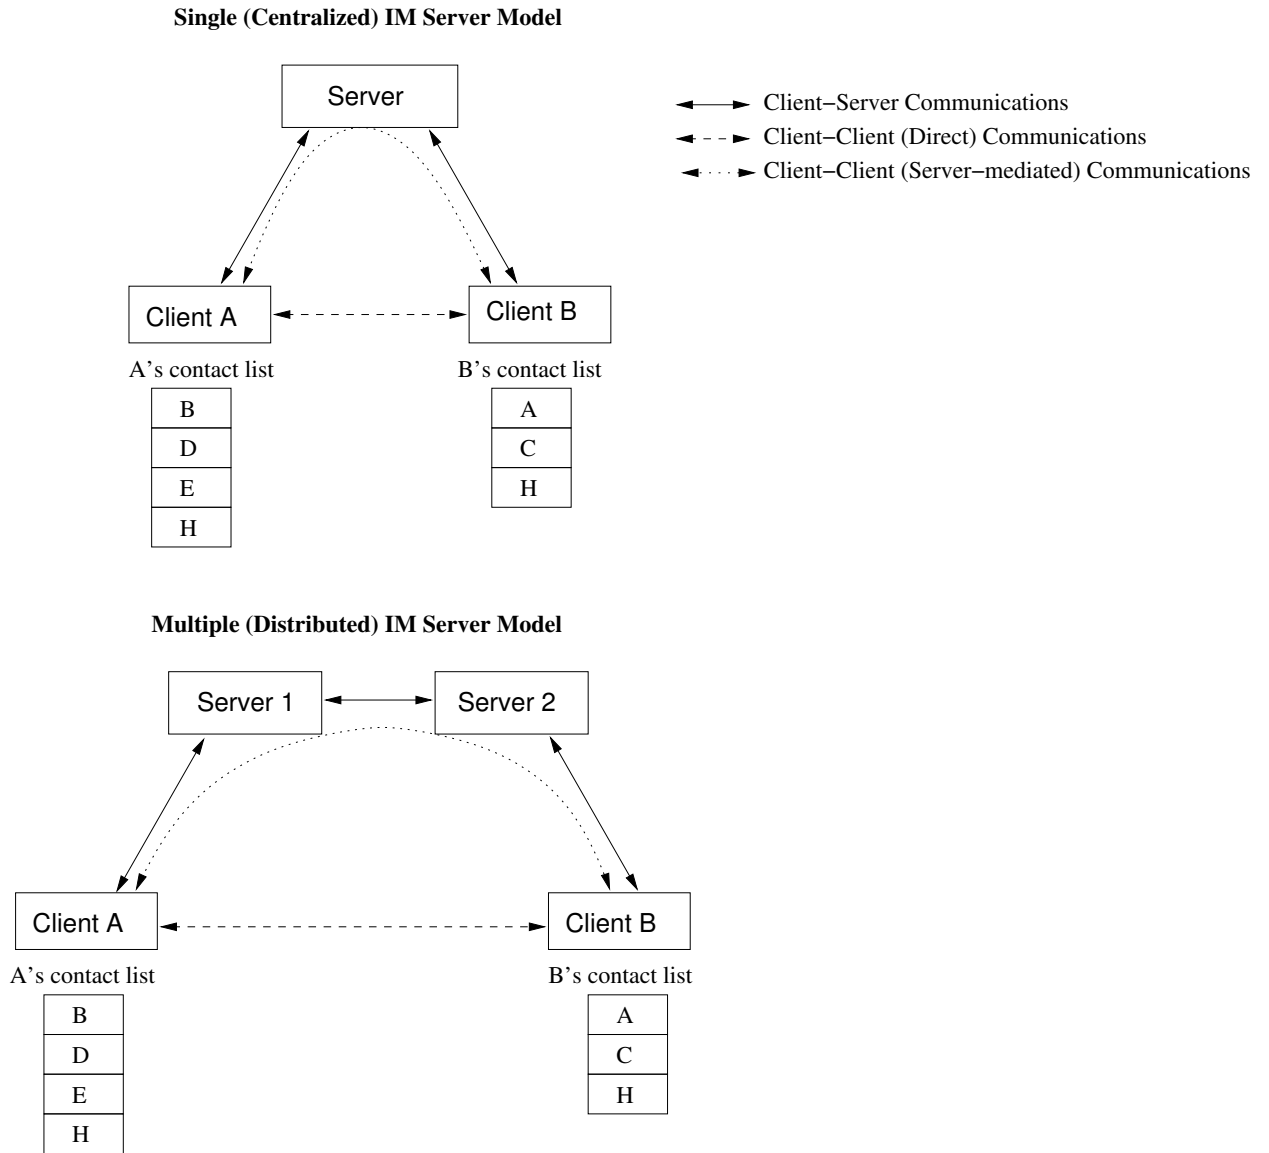 Single (Centralized) IM Server Model
Server
Client−Server Communications
Client−Client (Direct) Communications
Client−Client (Server−mediated) Communications
Client A
Client B
A's contact list
B
D
E
H
B's contact list
A
C
H
Multiple (Distributed) IM Server Model
Server 1
Server 2
Client A
Client B
A's contact list
B
D
E
H
B's contact list
A
C
H